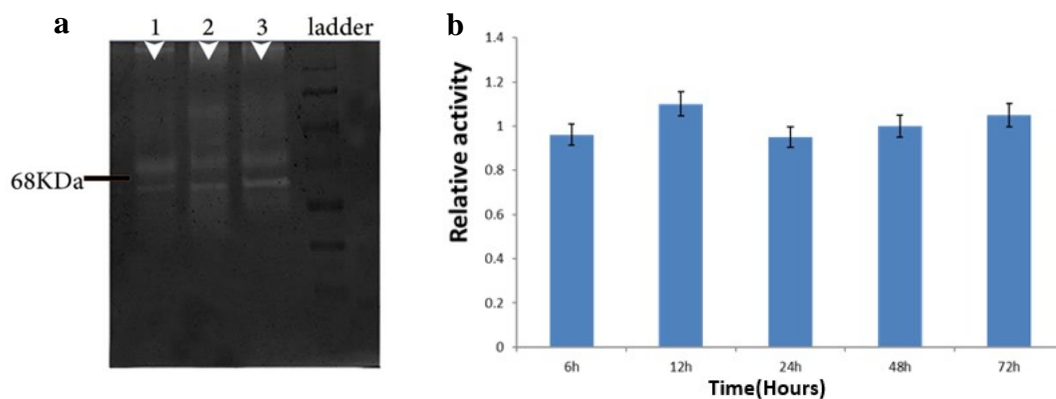 a
1 2 3 ladder
68KDa
b
Relative activity
1.4
1.2
1
0.8
0.6
0.4
0.2
0
6h 12h 24h 48h 72h
Time(Hours)